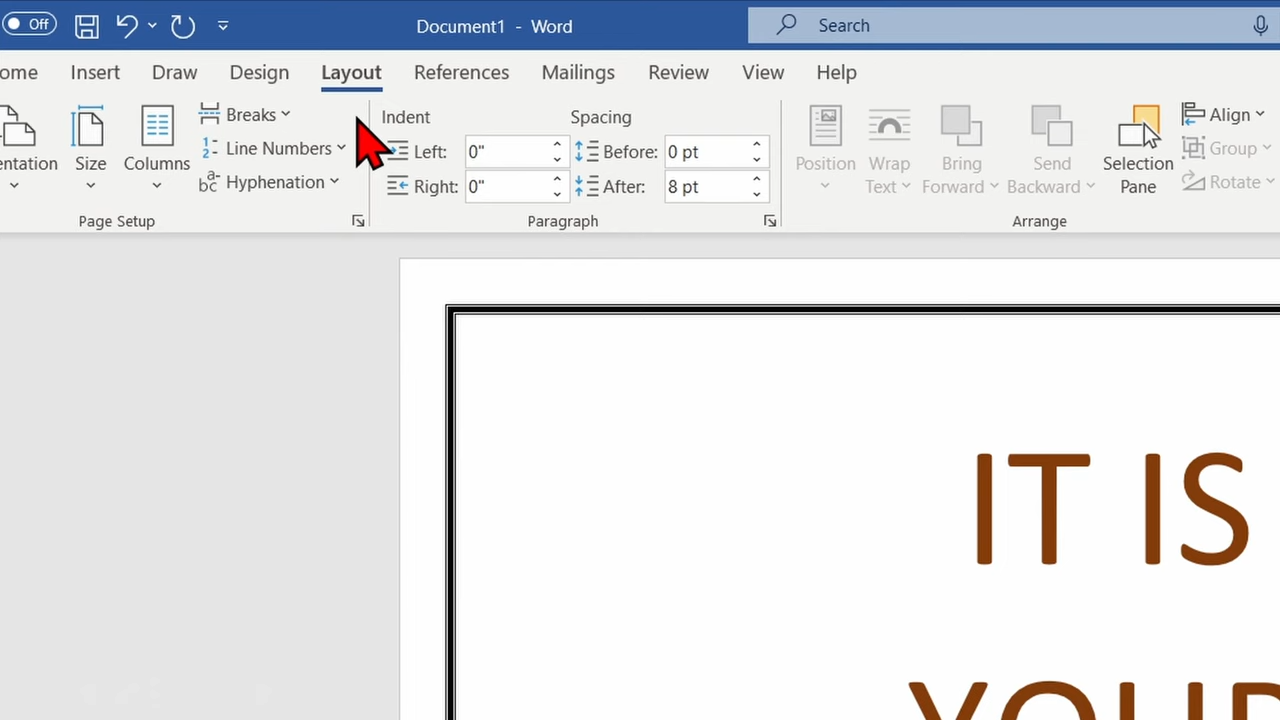 Off
Document1 - Word
Search
ome Insert Draw Design Layout References Mailings Review View Help
entation
Size
Columns
Breaks
Line Numbers
Hyphenation
Page Setup
Indent
Left: 0"
Right: 0"
Spacing
Before: 0 pt
After: 8 pt
Paragraph
Position
Wrap
Text
Bring
Forward
Send
Backward
Selection
Pane
Align
Group
Rotate
Arrange
IT IS
YOUR